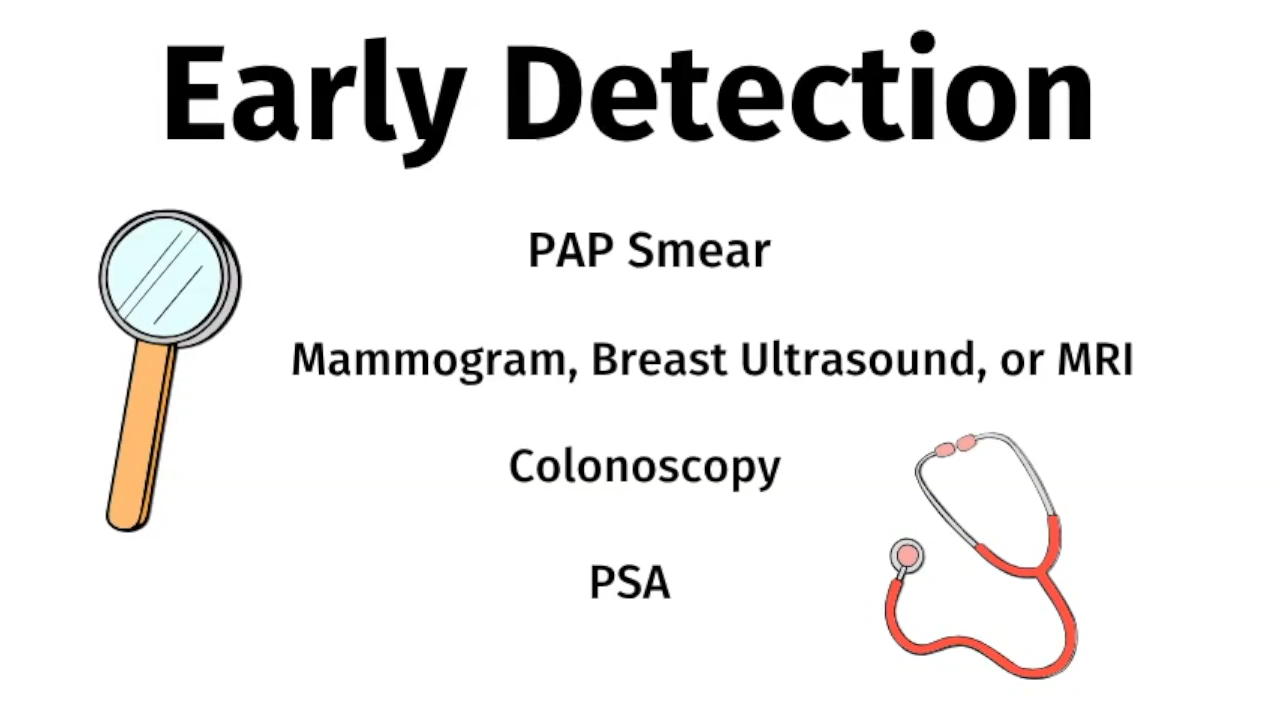 Early Detection
PAP Smear
Mammogram, Breast Ultrasound, or MRI
Colonoscopy
PSA